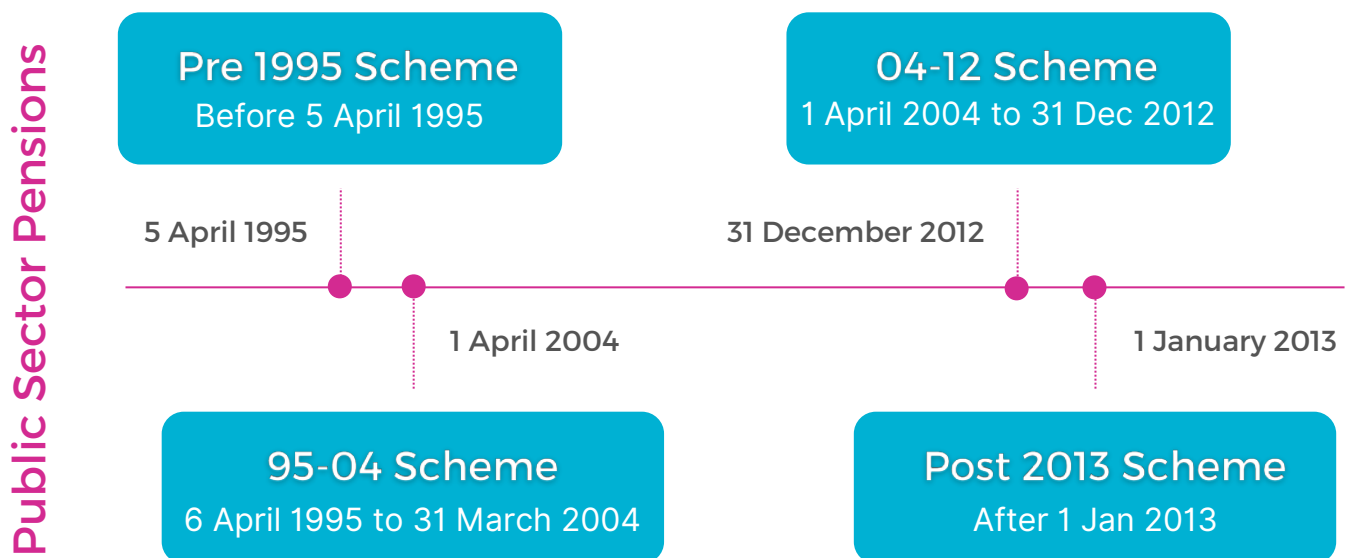 Public Sector Pensions
Pre 1995 Scheme
Before 5 April 1995
04-12 Scheme
1 April 2004 to 31 Dec 2012
5 April 1995
31 December 2012
1 April 2004
1 January 2013
95-04 Scheme
6 April 1995 to 31 March 2004
Post 2013 Scheme
After 1 Jan 2013